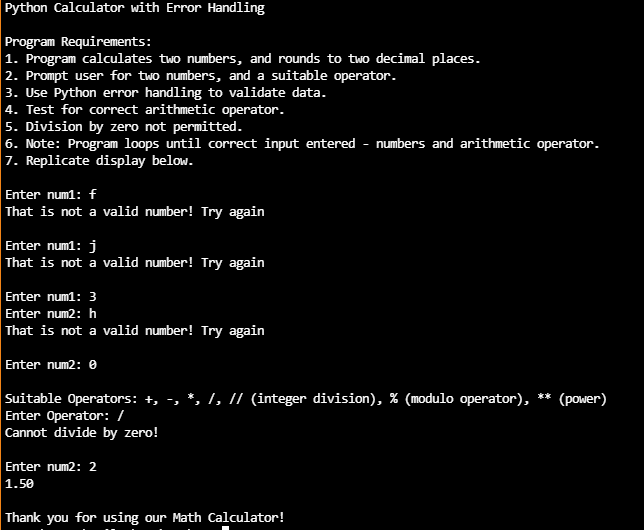 Python Calculator with Error Handling
Program Requirements:
1. Program calculates two numbers, and rounds to two decimal places.
2. Prompt user for two numbers, and a suitable operator.
3. Use Python error handling to validate data.
4. Test for correct arithmetic operator.
5. Division by zero not permitted.
6. Note: Program loops until correct input entered - numbers and arithmetic operator.
7. Replicate display below.
Enter num1: f
That is not a valid number! Try again
Enter num1: j
That is not a valid number! Try again
Enter num1: 3
Enter num2: h
That is not a valid number! Try again
Enter num2: 0
Suitable Operators: +, -, *, /, // (integer division), % (modulo operator), ** (power)
Enter Operator: /
Cannot divide by zero!
Enter num2: 2
1.50
Thank you for using our Math Calculator!